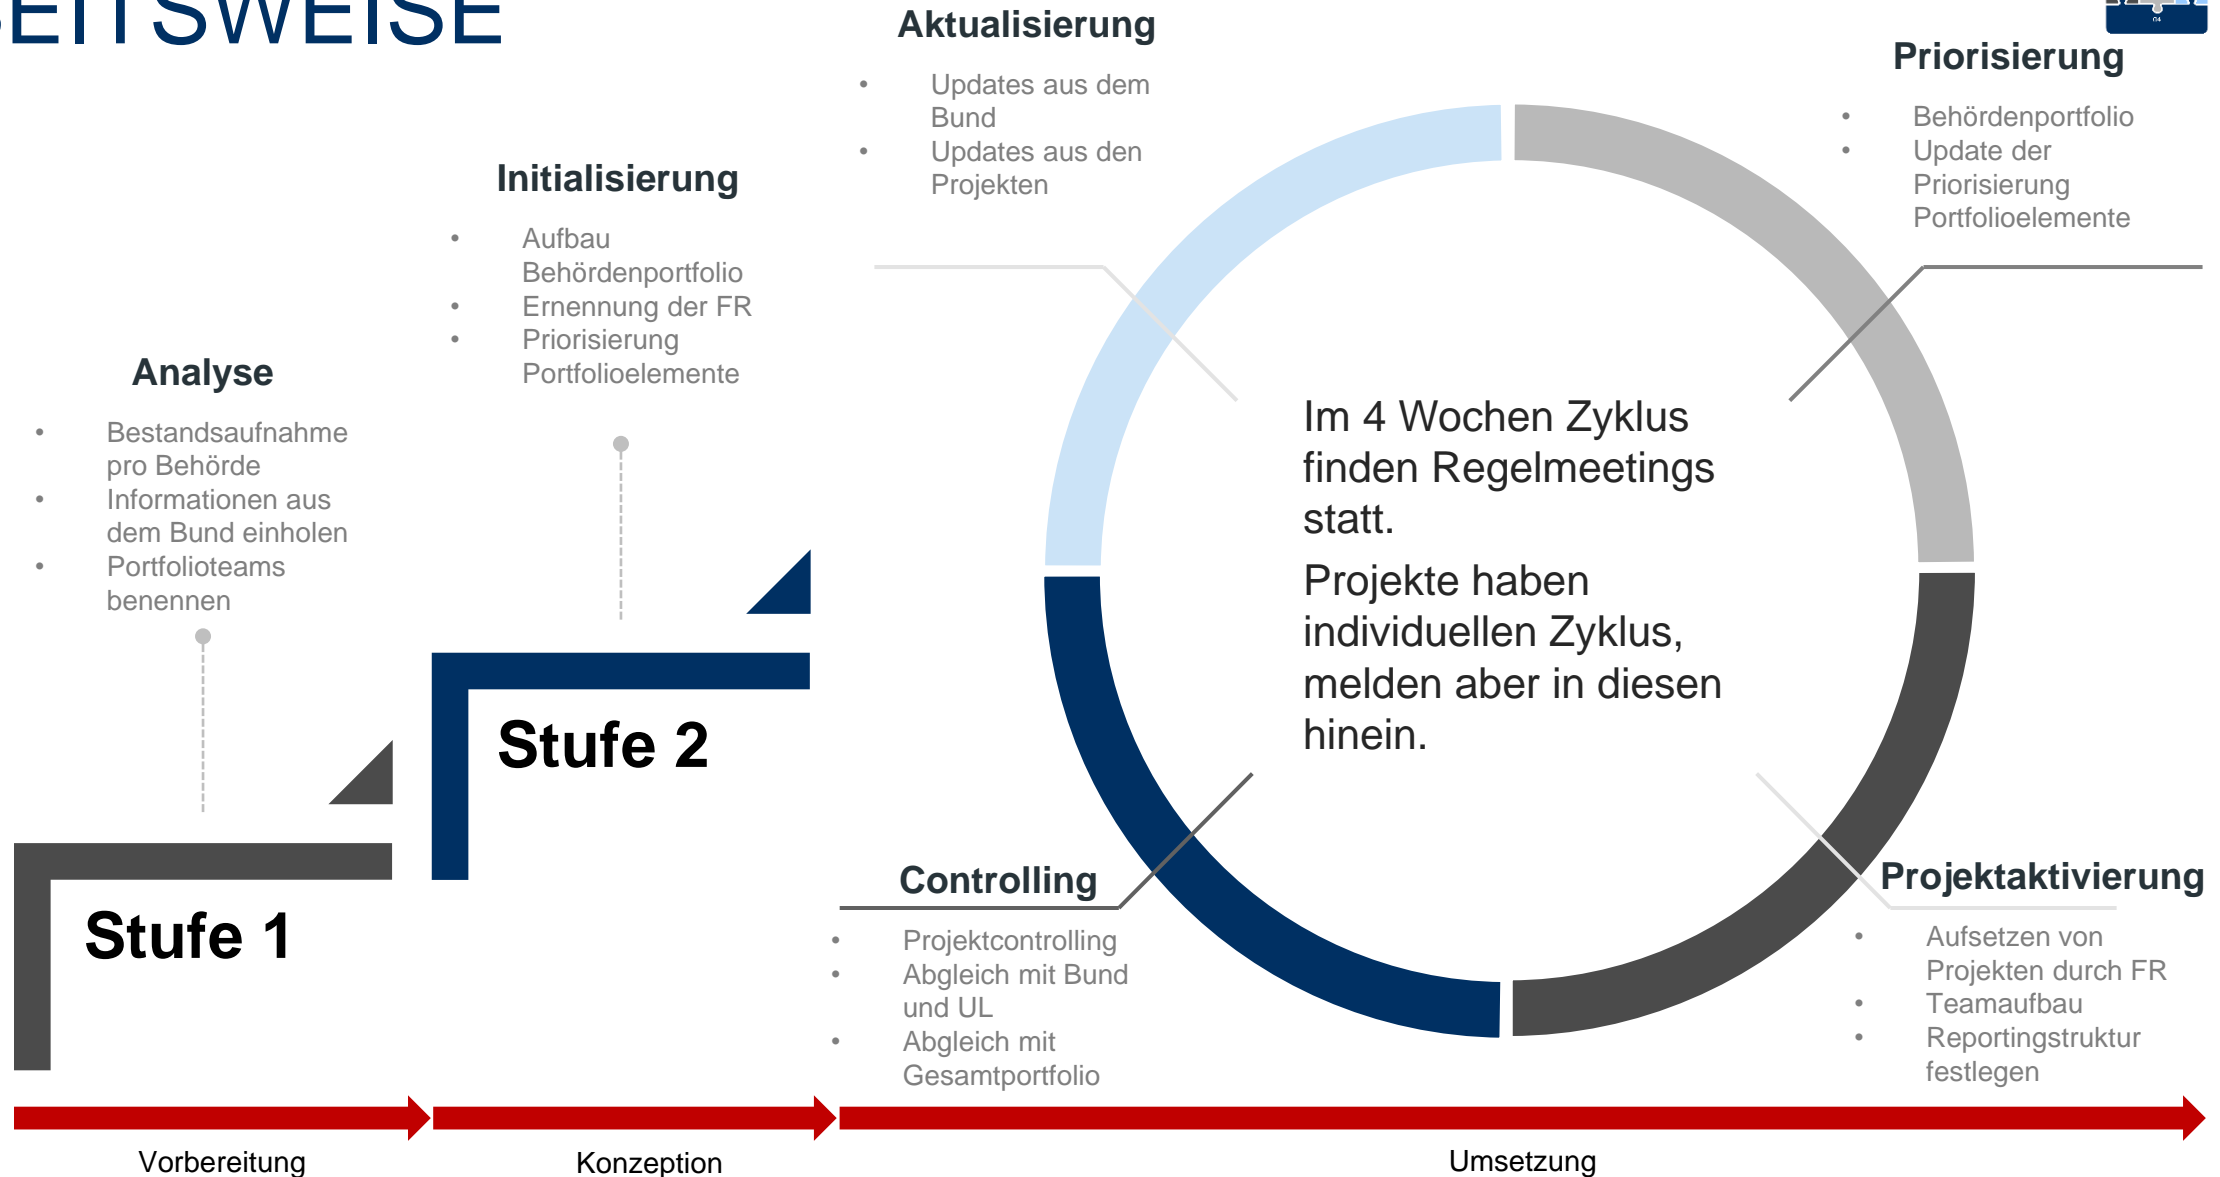 EITSWEISE
Aktualisierung
• Updates aus dem
Bund
• Updates aus den
Projekten
Priorisierung
• Behördenportfolio
• Update der
Priorisierung
Portfolioelemente
Initialisierung
• Aufbau
Behördenportfolio
• Ernennung der FR
• Priorisierung
Portfolioelemente
Analyse
• Bestandsaufnahme
pro Behörde
• Informationen aus
dem Bund einholen
• Portfolioteams
benennen
Im 4 Wochen Zyklus
finden Regelmeetings
statt.
Projekte haben
individuellen Zyklus,
melden aber in diesen
hinein.
Stufe 2
Stufe 1
Controlling
• Projektcontrolling
• Abgleich mit Bund
und UL
• Abgleich mit
Gesamtportfolio
Projektaktivierung
• Aufsetzen von
Projekten durch FR
• Teamaufbau
• Reportingstruktur
festlegen
Vorbereitung
Konzeption
Umsetzung